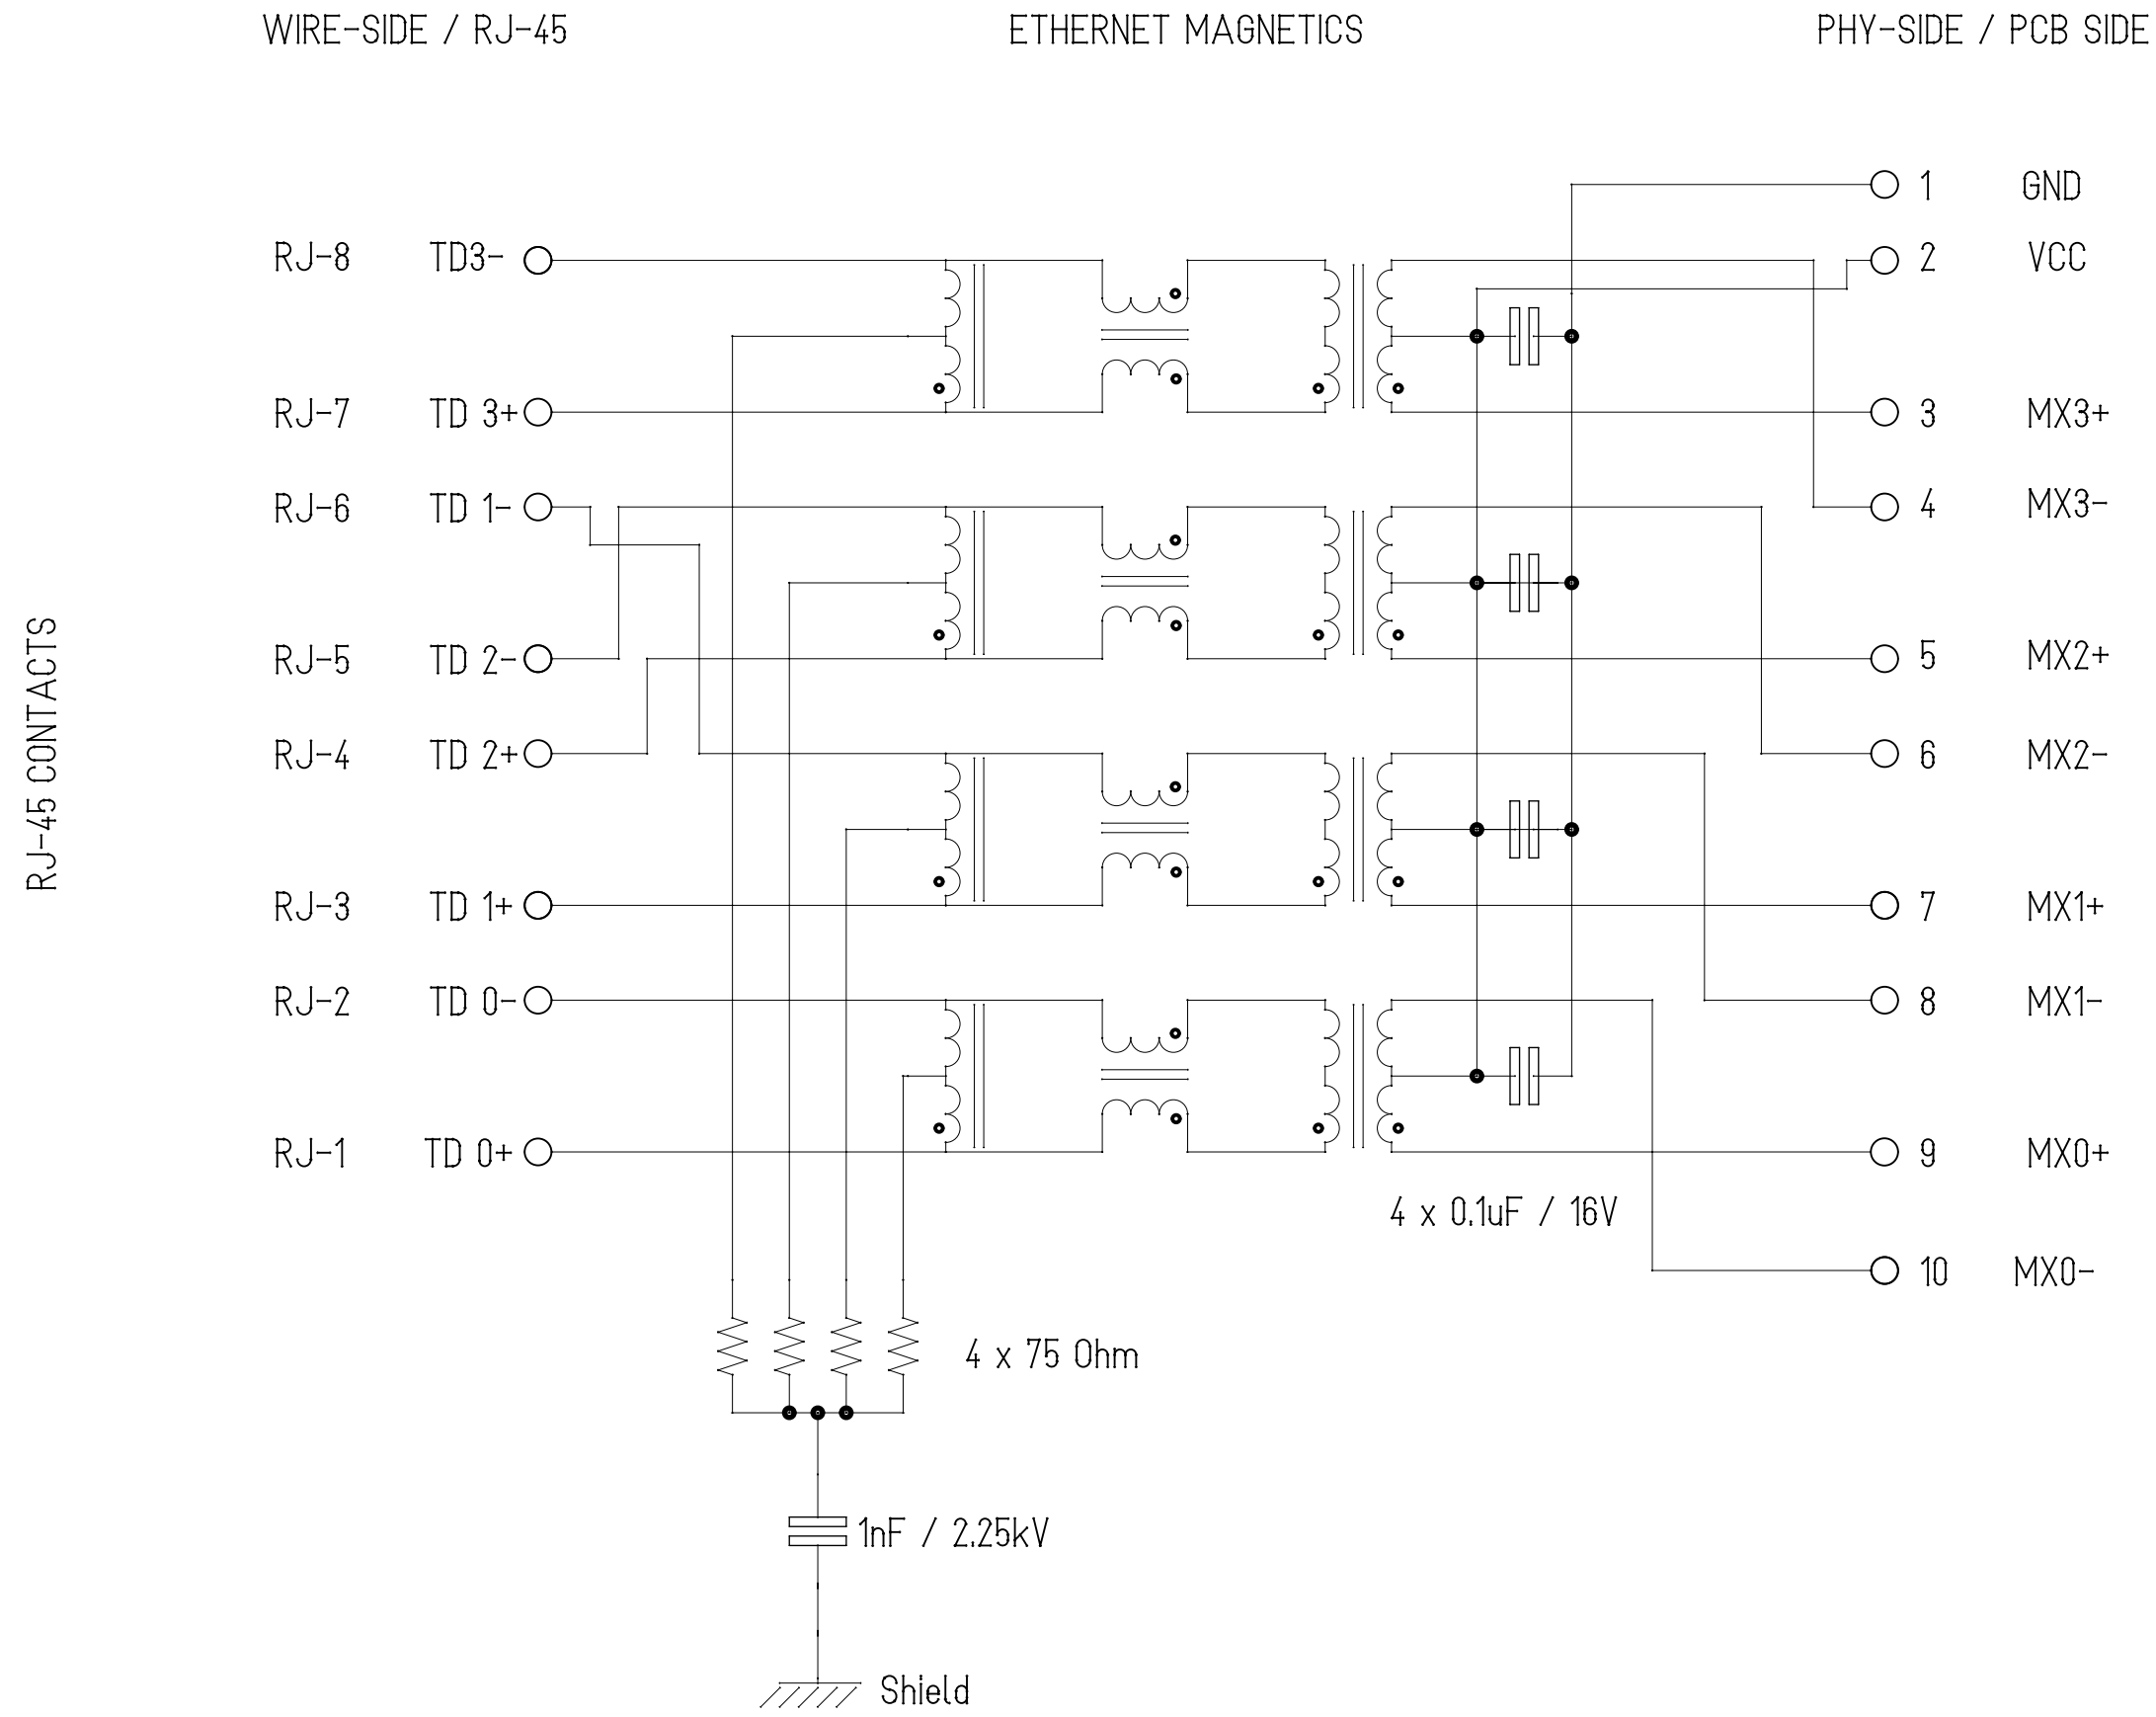 WIRE-SIDE / RJ-45 ETHERNET MAGNETICS PHY-SIDE / PCB SIDE
1 GND
RJ-8 TD3- 2 VCC
RJ-7 TD 3+ 3 MX3+
RJ-6 TD 1- 4 MX3-
RJ-45 CONTACTS
RJ-5 TD 2- 5 MX2+
RJ-4 TD 2+ 6 MX2-
RJ-3 TD 1+ 7 MX1+
RJ-2 TD 0- 8 MX1-
RJ-1 TD 0+ 9 MX0+
4 x 0.1uF / 16V
10 MX0-
4 x 75 Ohm
1nF / 2.25kV
Shield